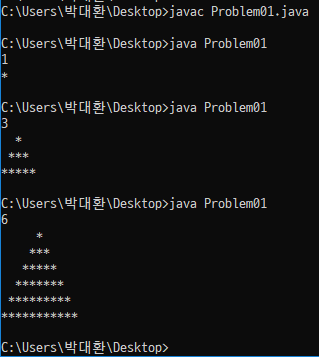 C:\Users\박대환\Desktop>javac Problem01.java
C:\Users\박대환\Desktop>java Problem01
1
*
C:\Users\박대환\Desktop>java Problem01
3
  *
 ***
*****
C:\Users\박대환\Desktop>java Problem01
6
     *
    ***
   *****
  *******
 *********
***********
C:\Users\박대환\Desktop>